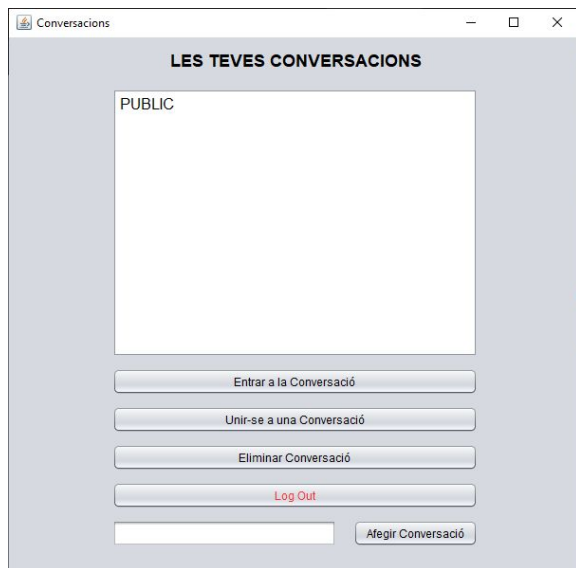 Conversacions
LES TEVES CONVERSACIONS
PUBLIC
Entrar a la Conversació
Unir-se a una Conversació
Eliminar Conversació
Log Out
Afegir Conversació